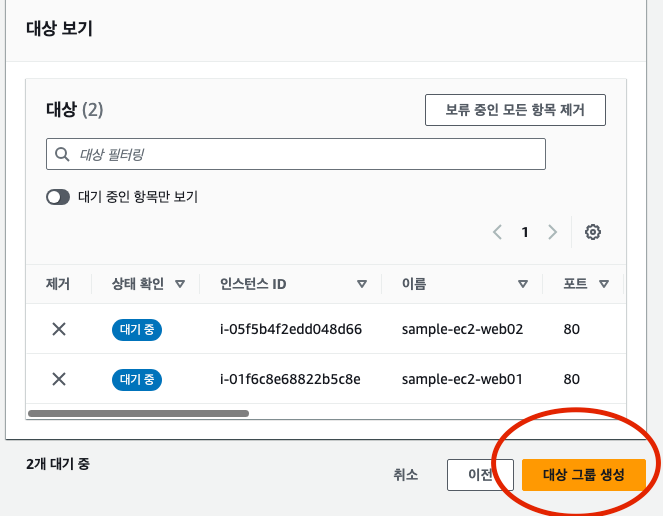 대상 보기
대상 (2)
보류 중인 모든 항목 제거
대상 필터링
대기 중인 항목만 보기
1
제거 상태 확인 인스턴스 ID 이름 포트
대기 중 i-05f5b4f2edd048d66 sample-ec2-web02 80
대기 중 i-01f6c8e68822b5c8e sample-ec2-web01 80
2개 대기 중
취소 이전 대상 그룹 생성